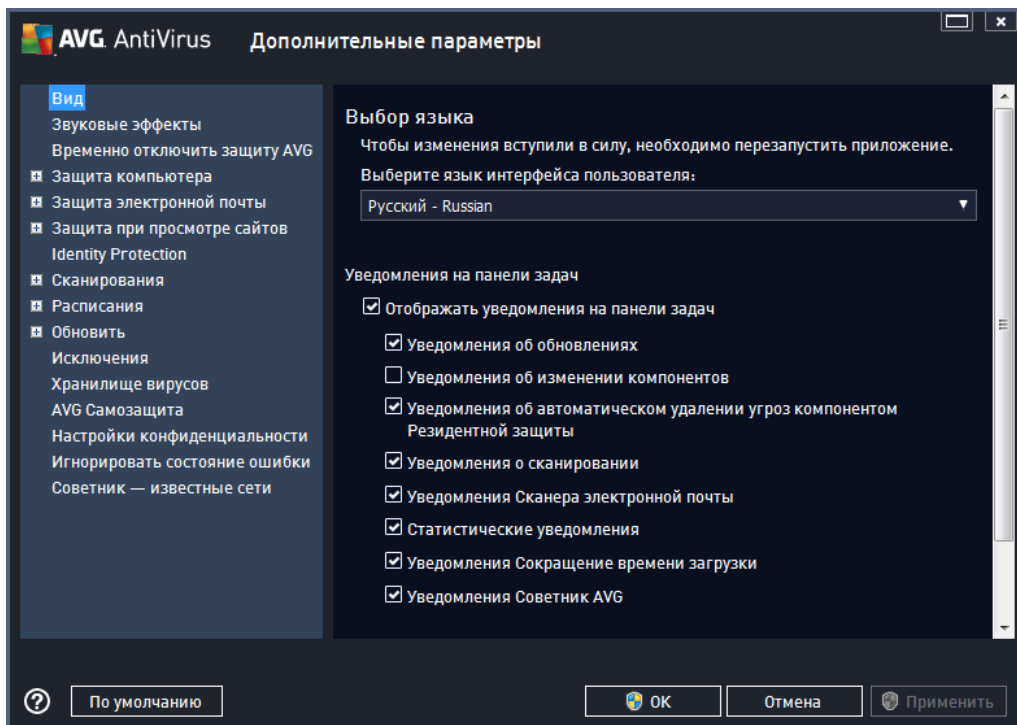 AVG. AntiVirus Дополнительные параметры
Вид
Звуковые эффекты
Временно отключить защиту AVG
Защита компьютера
Защита электронной почты
Защита при просмотре сайтов
Identity Protection
Сканирования
Расписания
Обновить
Исключения
Хранилище вирусов
AVG Самозащита
Настройки конфиденциальности
Игнорировать состояние ошибки
Советник — известные сети
Выбор языка
Чтобы изменения вступили в силу, необходимо перезапустить приложение.
Выберите язык интерфейса пользователя:
Русский - Russian
Уведомления на панели задач
Отображать уведомления на панели задач
Уведомления об обновлениях
Уведомления об изменении компонентов
Уведомления об автоматическом удалении угроз компонентом
Резидентной защиты
Уведомления о сканировании
Уведомления Сканера электронной почты
Статистические уведомления
Уведомления Сокращение времени загрузки
Уведомления Советник AVG
По умолчанию
ОК
Отмена
Применить